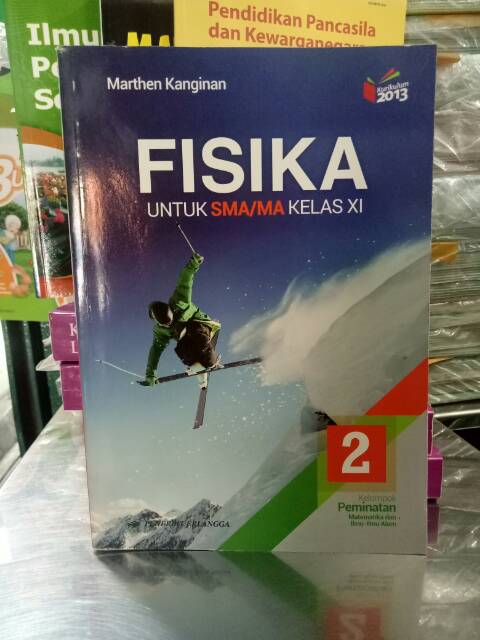 Pendidikan Pancasila
dan Kewarganegara
Ilmu
Marthen Kanginan
Kurikulum
2013
FISIKA
UNTUK SMA/MA KELAS XI
2
Kelompok
Peminatan
Matematika dan
Ilmu-Ilmu Alam
PENERBIT ERLANGGA